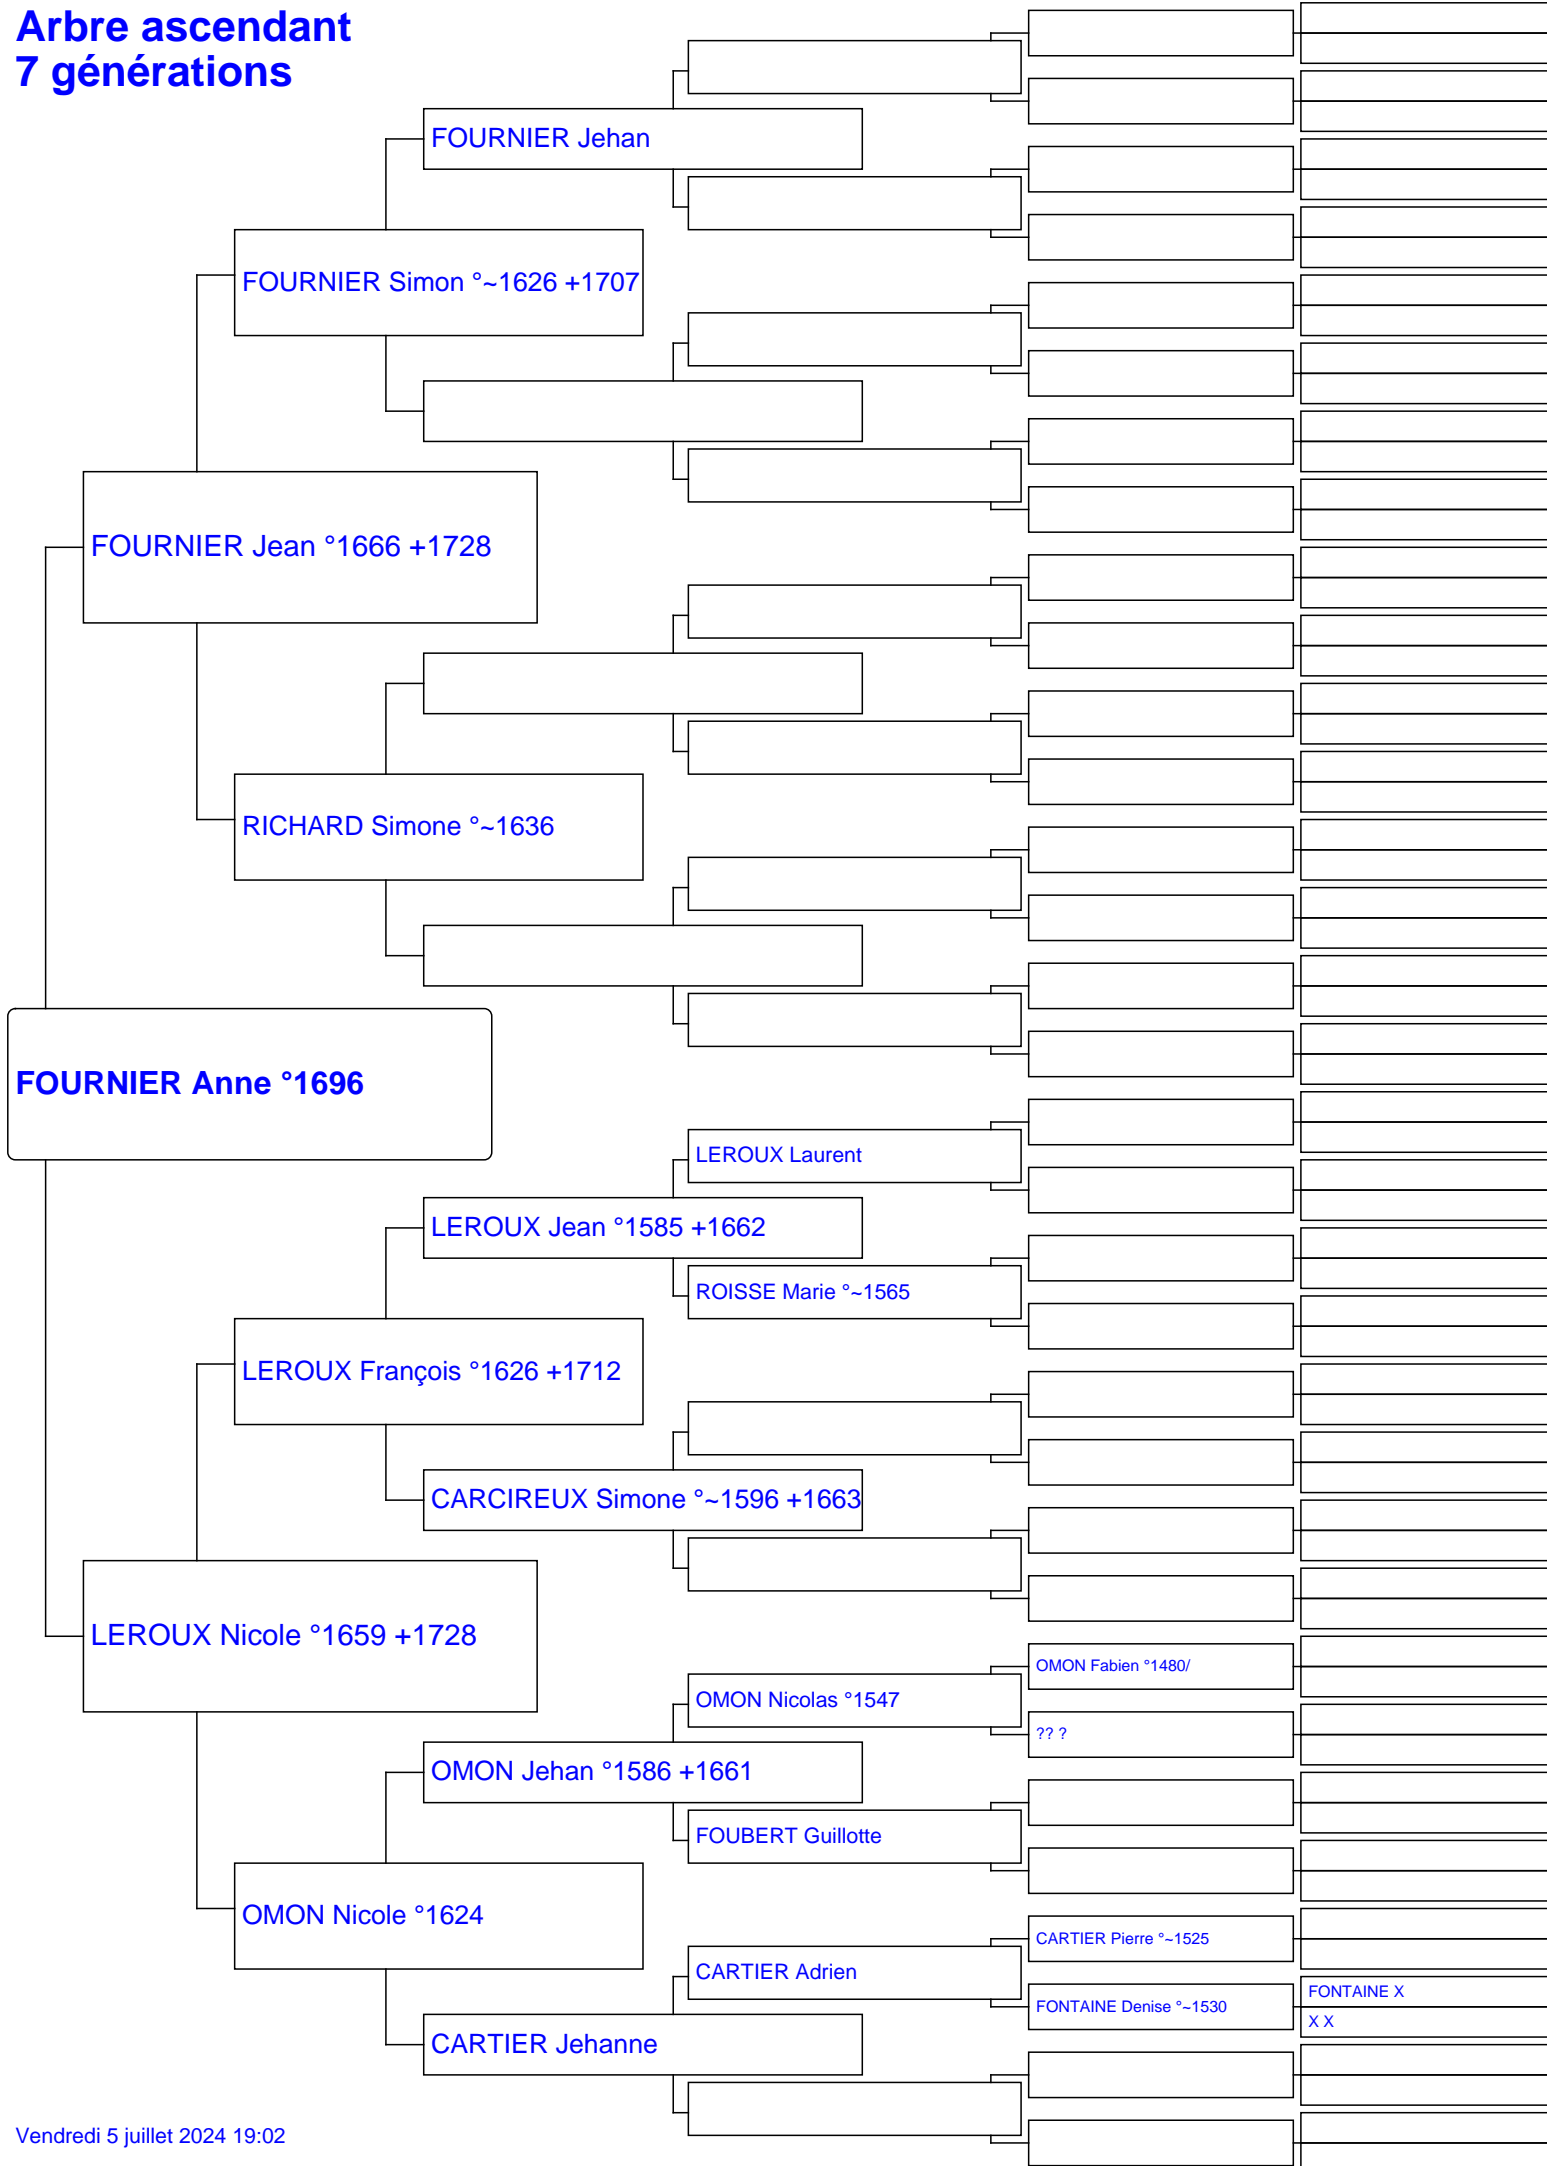 Arbre ascendant
7 générations
FOURNIER Jehan
FOURNIER Simon °~1626 +1707
FOURNIER Jean °1666 +1728
RICHARD Simone °~1636
FOURNIER Anne °1696
LEROUX Laurent
LEROUX Jean °1585 +1662
ROISSE Marie °~1565
LEROUX François °1626 +1712
CARCIREUX Simone °~1596 +1663
LEROUX Nicole °1659 +1728
OMON Fabien °1480/
OMON Nicolas °1547
?? ?
OMON Jehan °1586 +1661
FOUBERT Guillotte
OMON Nicole °1624
CARTIER Pierre °~1525
CARTIER Adrien
FONTAINE X
FONTAINE Denise °~1530
X X
CARTIER Jehanne
Vendredi 5 juillet 2024 19:02